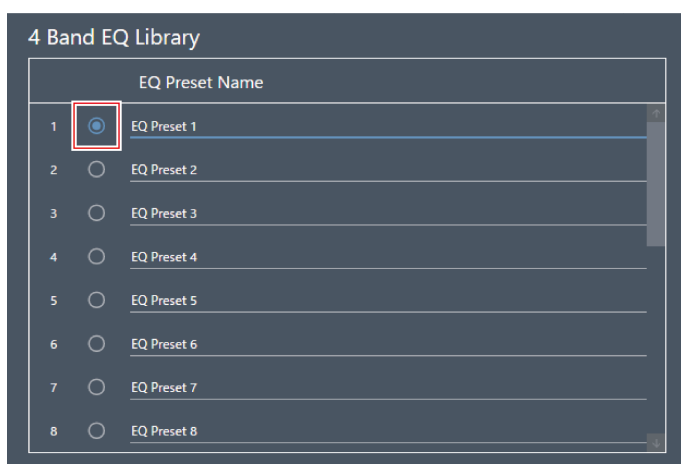 4 Band EQ Library
EQ Preset Name
1 EQ Preset 1
2 EQ Preset 2
3 EQ Preset 3
4 EQ Preset 4
5 EQ Preset 5
6 EQ Preset 6
7 EQ Preset 7
8 EQ Preset 8